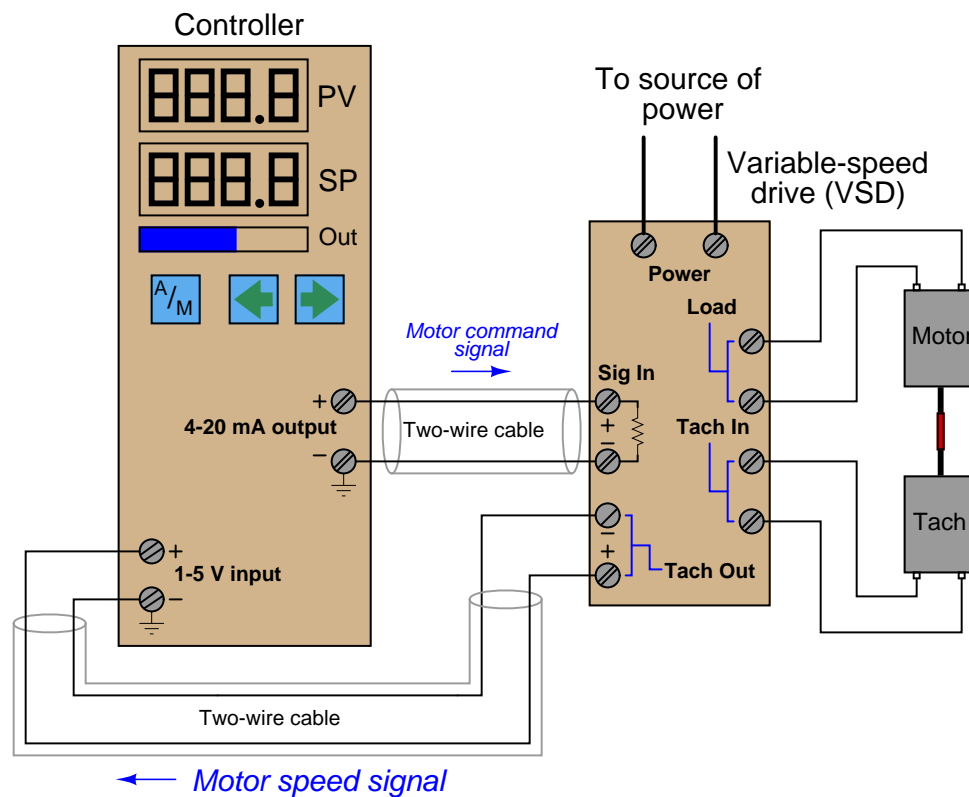 Controller
888.8 PV
888.8 SP
Out
A/M
To source of
power
Variable-speed
drive (VSD)
Power
Load
Motor
Motor command
signal
Sig In
+
4-20 mA output
Two-wire cable
+
−
−
Tach In
Tach
+
1-5 V input
−
−
+
Tach Out
Two-wire cable
Motor speed signal